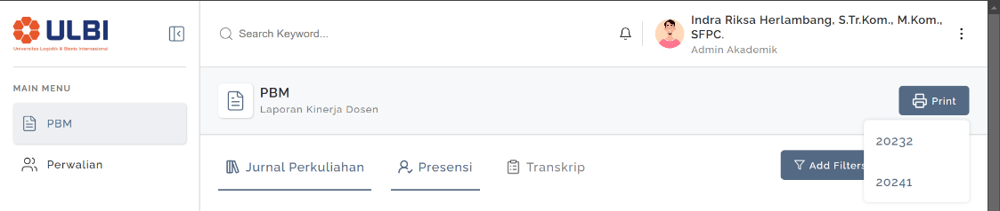 ULBI
Universitas Logistik & Bisnis Internasional
Search Keyword...
Indra Riksa Herlambang, S.Tr.Kom., M.Kom.,
SFPC.
Admin Akademik
MAIN MENU
PBM
Perwalian
PBM
Laporan Kinerja Dosen
Print
20232
20241
Jurnal Perkuliahan
Presensi
Transkrip
Add Filters